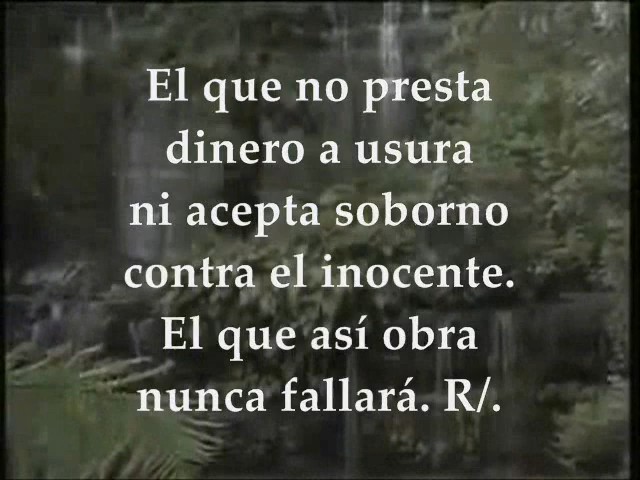 El que no presta
dinero a usura
ni acepta soborno
contra el inocente.
El que así obra
nunca fallará. R/.